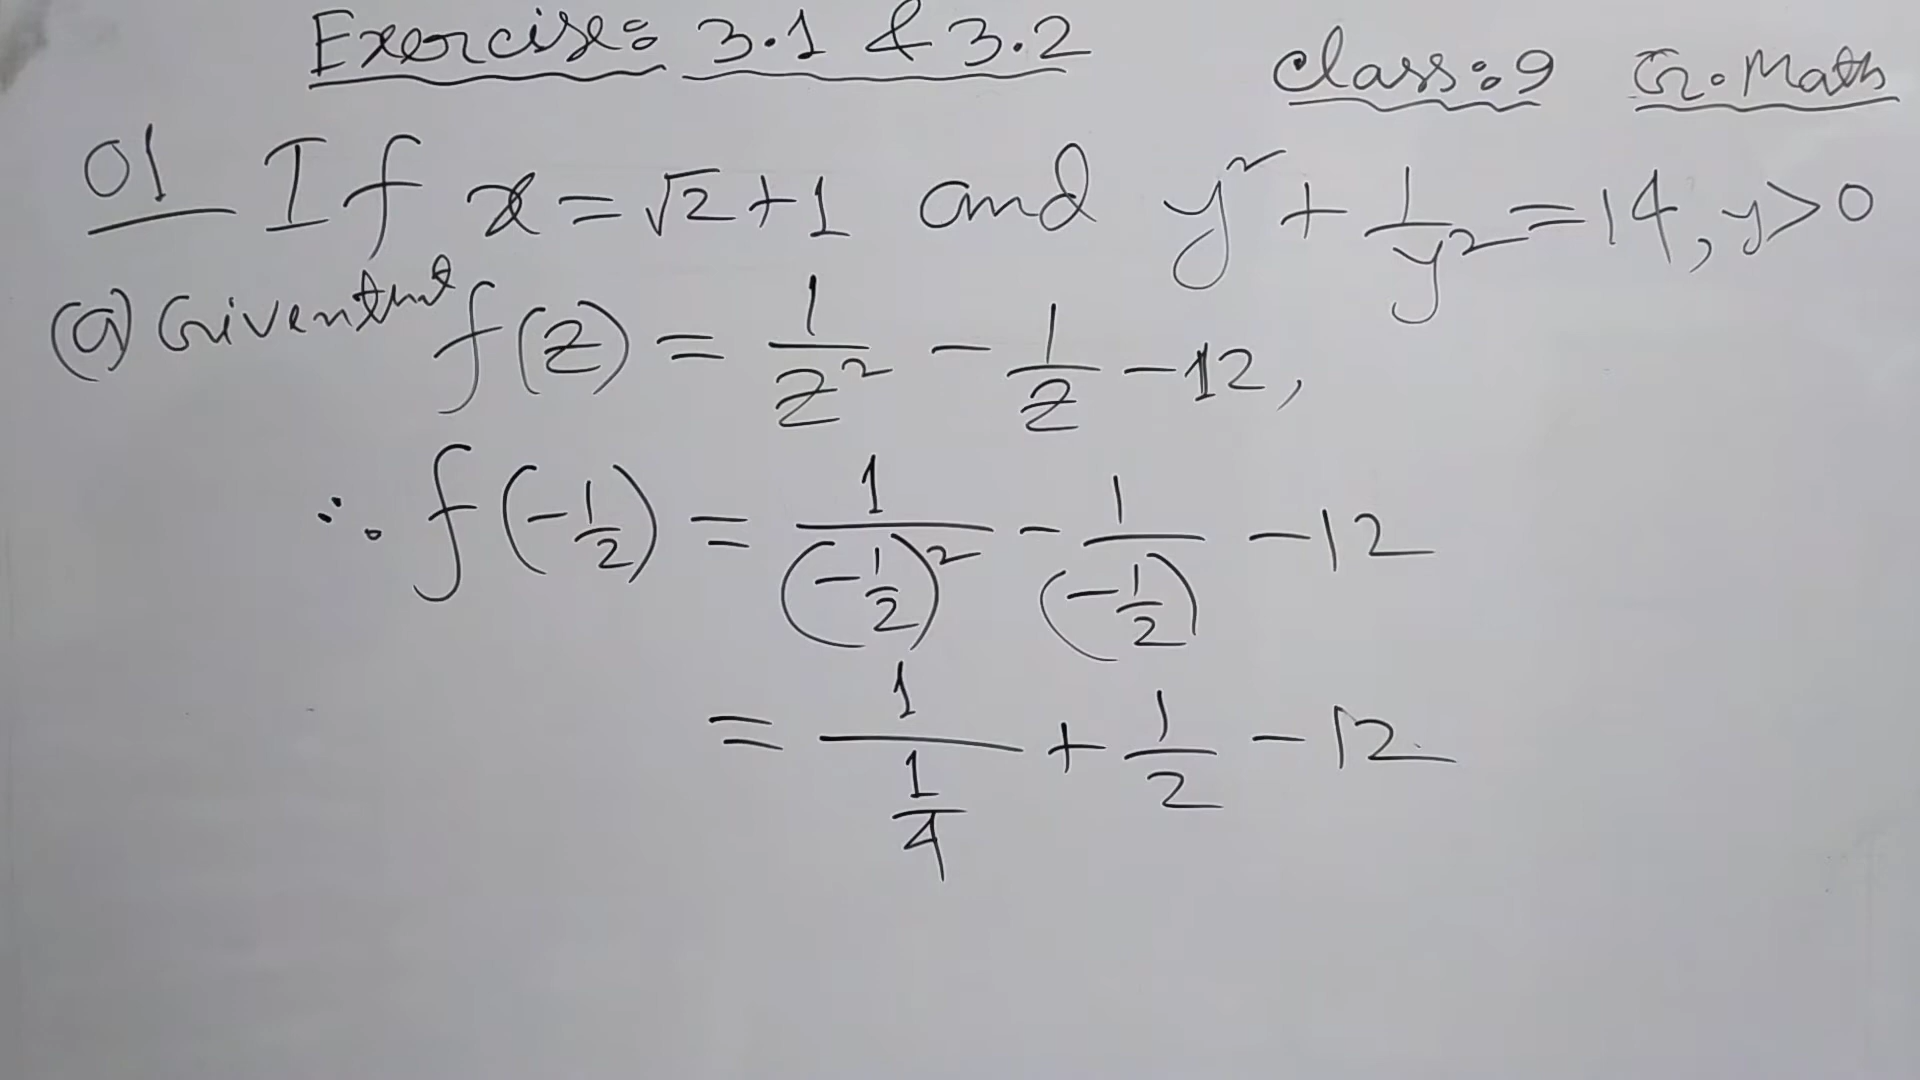 Exercise: 3.1 & 3.2
Class: 9 G. Math
01 If x = √2 + 1 and y² + 1/y² = 14, y > 0
(a) Given that f(z) = 1/z² - 1/z - 12,
∴ f(-1/2) = 1/(-1/2)² - 1/(-1/2) - 12
= 1/(1/4) + 1/2 - 12